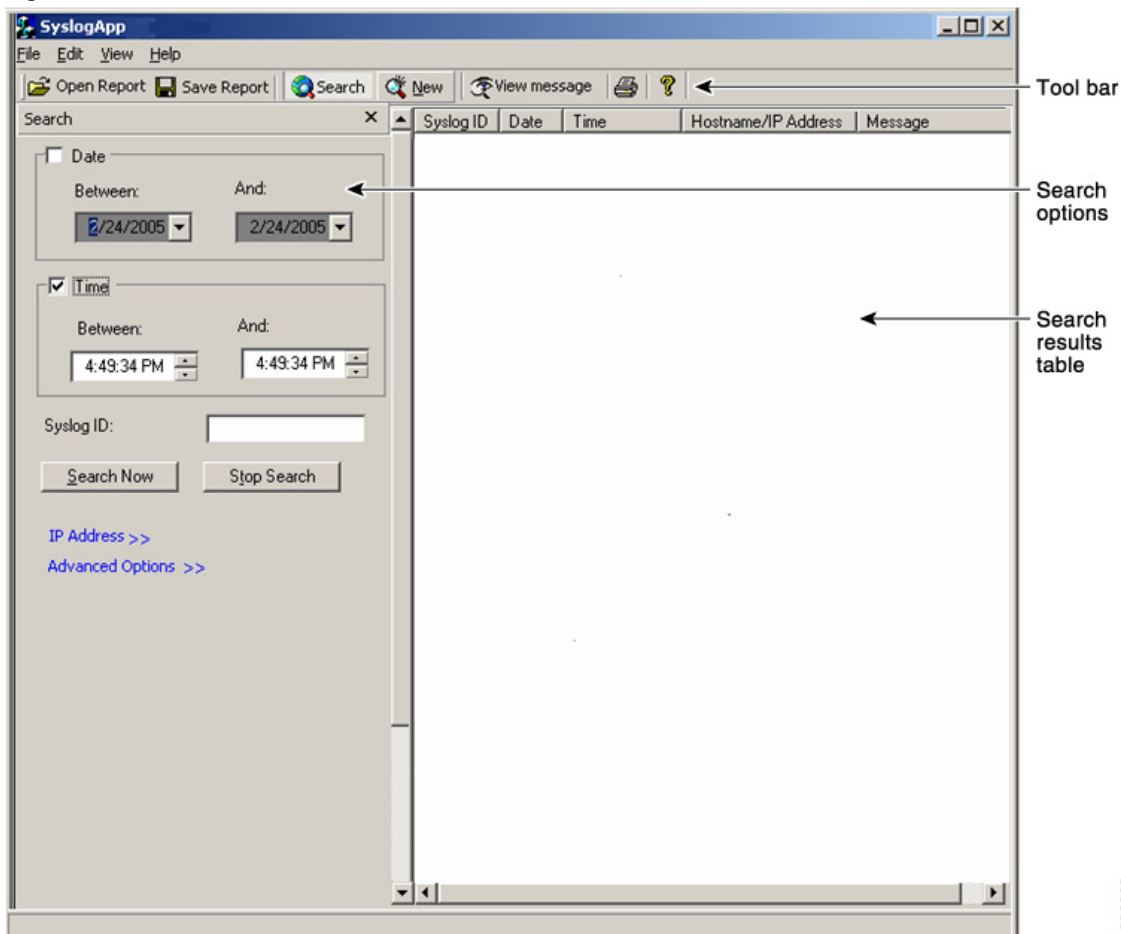 SyslogApp
File Edit View Help
Open Report Save Report Search New View message ?
Tool bar
Search
Syslog ID Date Time Hostname/IP Address Message
Date
Between: And:
2/24/2005 2/24/2005
Search
options
Time
Between: And:
4:49:34 PM 4:49:34 PM
Search
results
table
Syslog ID:
Search Now Stop Search
IP Address >>
Advanced Options >>